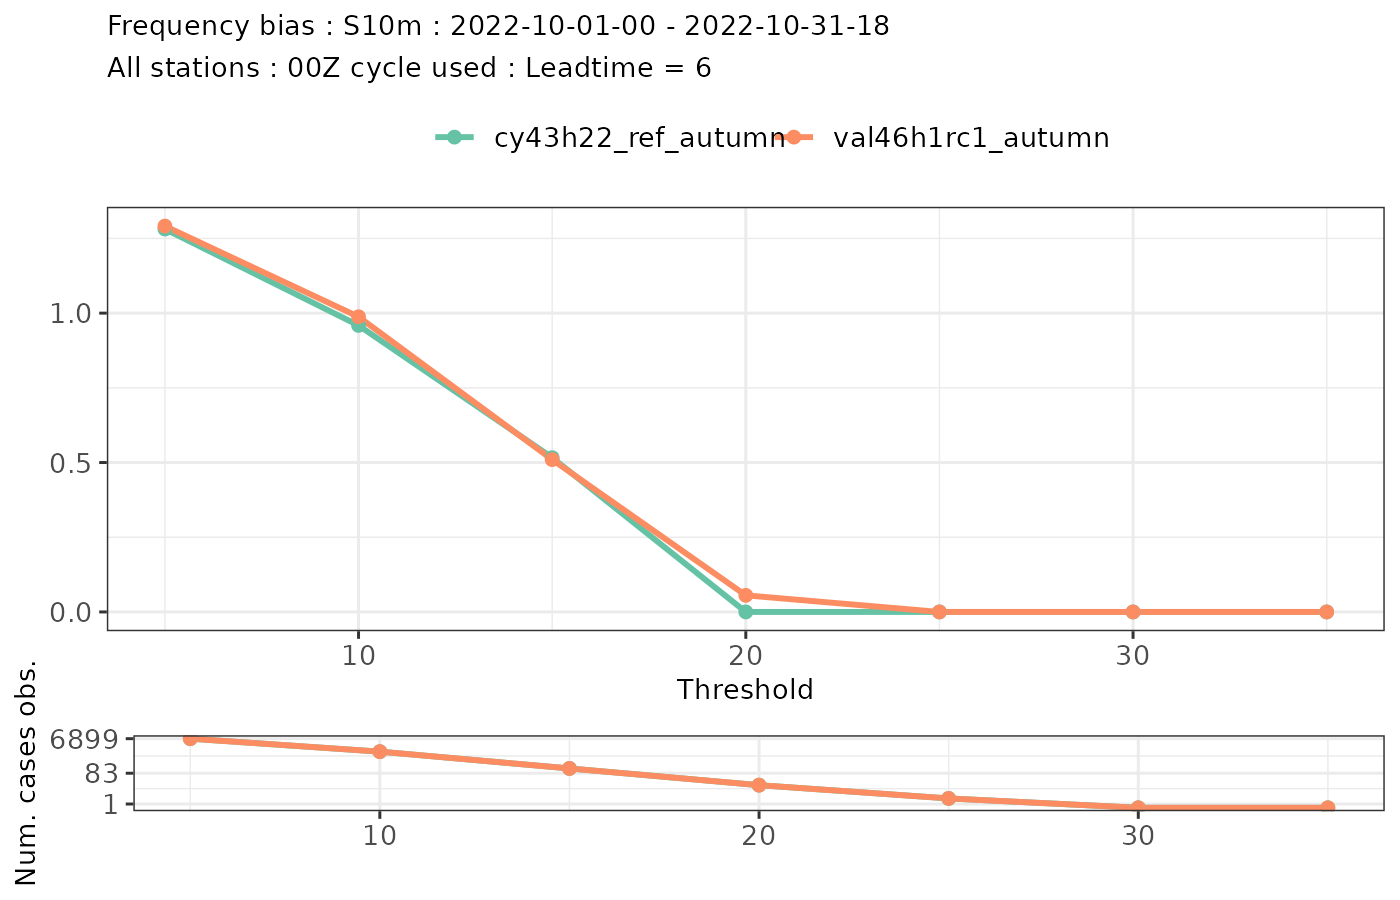 Frequency bias : S10m : 2022-10-01-00 - 2022-10-31-18
All stations : 00Z cycle used : Leadtime = 6
cy43h22_ref_autumn val46h1rc1_autumn
1.0
0.5
0.0
10 20 30
Threshold
Num. cases obs.
6899
83
1
10 20 30